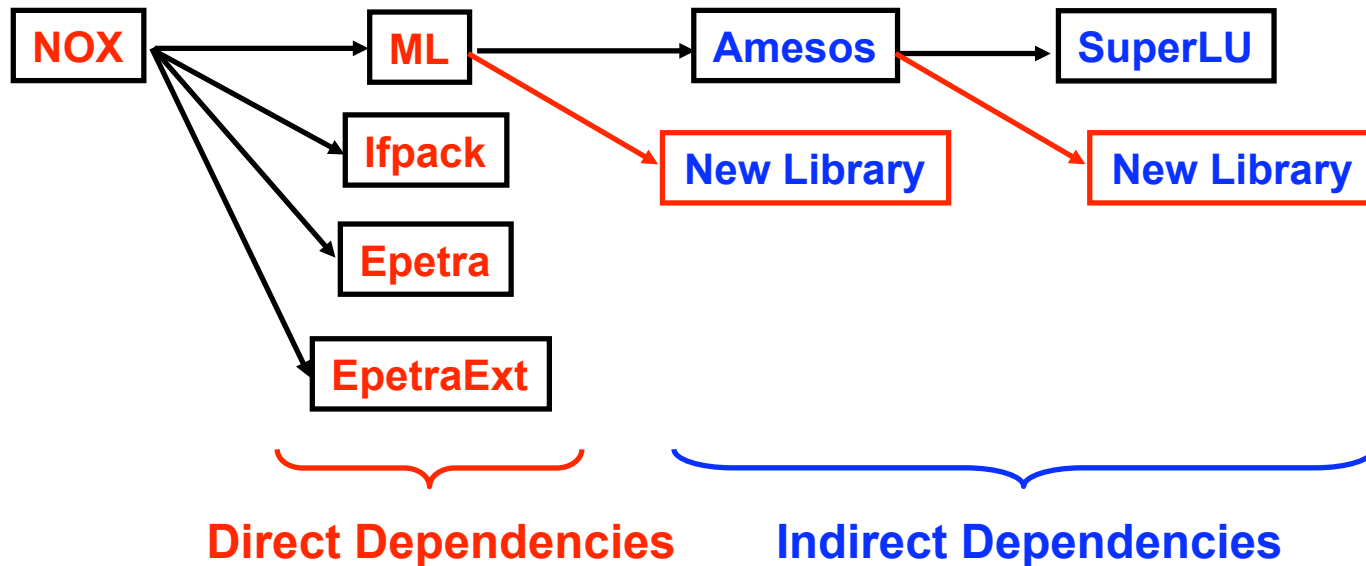 NOX
ML
Amesos
SuperLU
Ifpack
New Library
New Library
Epetra
EpetraExt
Direct Dependencies
Indirect Dependencies